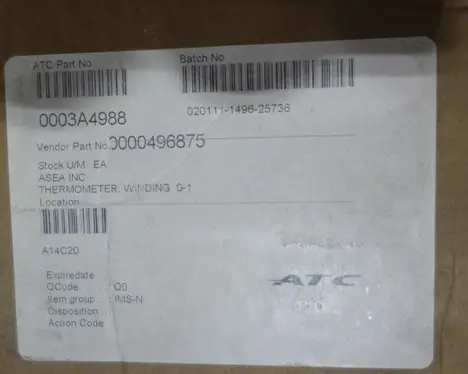 ATC Part No
Batch No
0003A4988
020111-1496-25736
Vendor Part No. 0000496875
Stock U/M EA
ASEA INC
THERMOMETER, WINDING 0-1
Location
A14C20
Expiredate
QCode . . : Q0
Item group . . : IMS-N
Disposition
Action Code
ATC